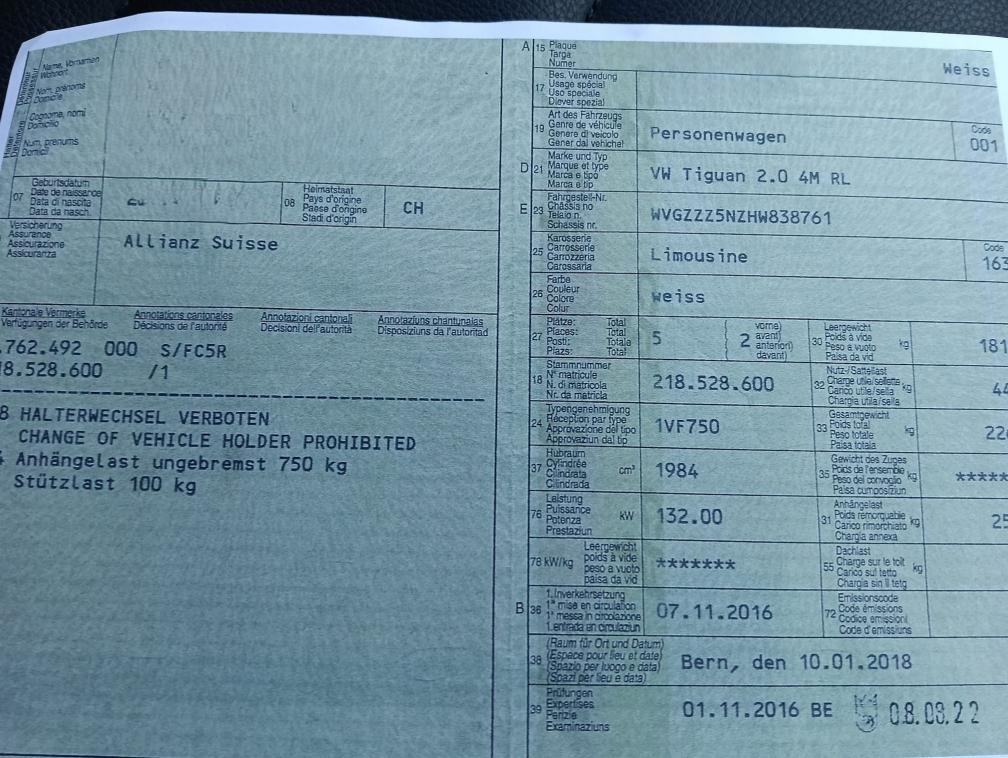 Name, Vornamen
Wohnort
Nom, prénoms
Domicile
Cognome, nomi
Domicilio
Num, prenums
Domicil
07
Geburtsdatum
Date de naissance
Data di nascita
Data da nasch.
08
Heimatstaat
Pays d'origine
Paese d'origine
Stadi d'origin
CH
Versicherung
Assurance
Assicurazione
Assicuranza
Allianz Suisse
Kantonale Vermerke
Verfügungen der Behörde
Annotations cantonales
Décisions de l'autorité
Annotazioni cantonali
Decisioni dell'autorità
Annotaziuns chantunalas
Disposiziuns da l'autoritad
.762.492 000 S/FC5R
8.528.600 /1
8 HALTERWECHSEL VERBOTEN
CHANGE OF VEHICLE HOLDER PROHIBITED
Anhängelast ungebremst 750 kg
Stützlast 100 kg
A 15
Plaque
Targa
Numer
Weiss
17
Bes. Verwendung
Usage spécial
Uso speciale
Diever spezial
19
Art des Fahrzeugs
Genre de véhicule
Genere di veicolo
Gener dal vehichel
Personenwagen
Code
001
D 21
Marke und Typ
Marque et type
Marca e tipo
Marca e tip
VW Tiguan 2.0 4M RL
E 23
Fahrgestell-Nr.
Châssis no
Telaio n.
Schassis nr.
WVGZZZ5NZHW838761
25
Karosserie
Carrosserie
Carrozzeria
Carossaria
Limousine
Code
163
26
Farbe
Couleur
Colore
Colur
weiss
27
Plätze: Total
Places: Total
Posti: Totale
Plazs: Total
5
2
vorne)
avant)
anteriori)
davant)
30
Leergewicht
Poids à vide
Peso a vuoto
Paisa da vid
kg
181
18
Stammnummer
N° matricule
N. di matricola
Nr. da matricla
218.528.600
32
Nutz-/Sattellast
Charge utile/sellette
Carico utile/sella
Chargia utila/sella
kg
44
24
Typengenehmigung
Réception par type
Approvazione del tipo
Approvaziun dal tip
1VF750
33
Gesamtgewicht
Poids total
Peso totale
Paisa totala
kg
37
Hubraum
Cylindrée
Cilindrata
Cilindrada
cm³
1984
35
Gewicht des Zuges
Poids de l'ensemble
Peso del convoglio
Paisa cumposiziun
kg
*****
76
Leistung
Puissance
Potenza
Prestaziun
kW
132.00
31
Anhängelast
Poids remorquable
Carico rimorchiato
Chargia annexa
kg
25
78 kW/kg
Leergewicht
poids à vide
peso a vuoto
paisa da vid
*******
55
Dachlast
Charge sur le toit
Carico sul tetto
Chargia sin il tetg
kg
B 36
1. Inverkehrsetzung
1re mise en circulation
1a messa in circolazione
1. entrada en circulaziun
07.11.2016
72
Emissionscode
Code émissions
Codice emissioni
Code d'emissiuns
38
(Raum für Ort und Datum)
(Espace pour lieu et date)
(Spazio per luogo e data)
(Spazi per lieu e data)
Bern, den 10.01.2018
39
Prüfungen
Expertises
Perizie
Examinaziuns
01.11.2016 BE
08.03.22